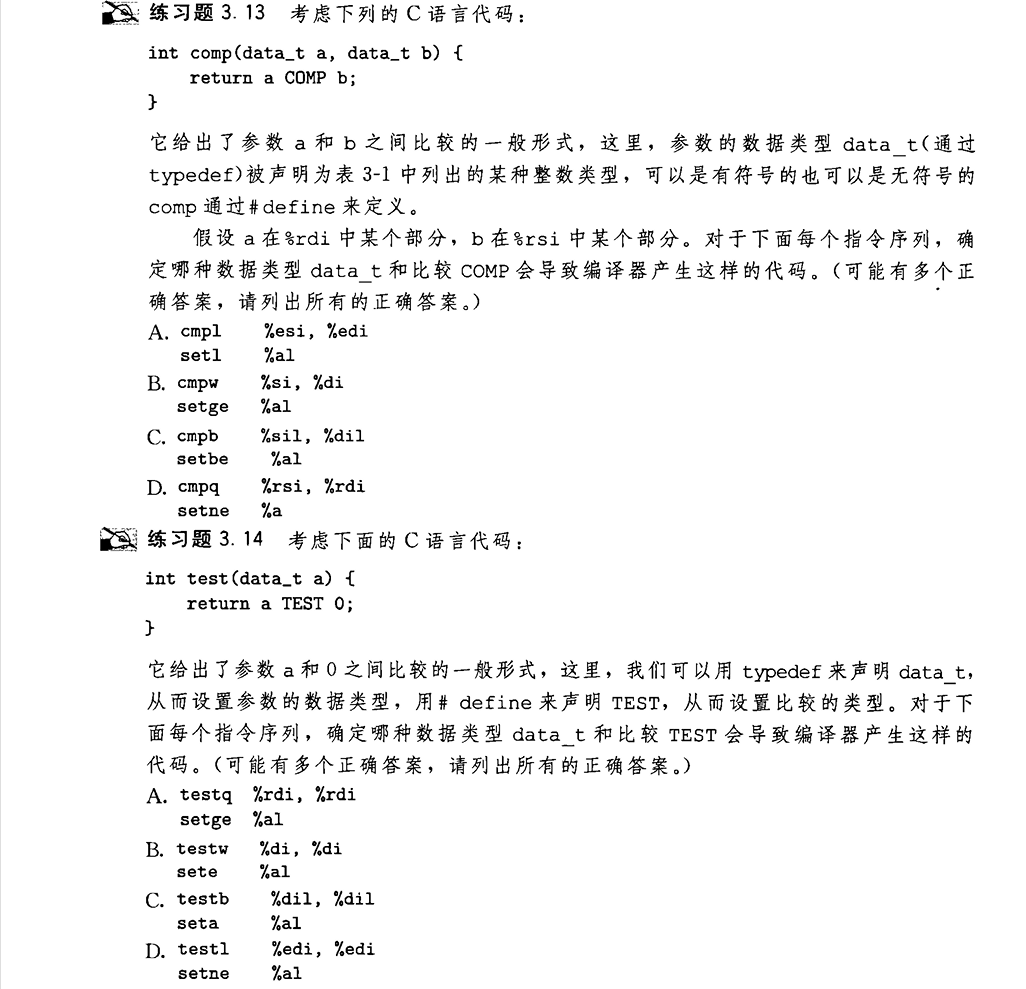 练习题 3.13 考虑下列的 C 语言代码：
int comp(data_t a, data_t b) {
    return a COMP b;
}
它给出了参数 a 和 b 之间比较的一般形式，这里，参数的数据类型 data_t(通过
typedef)被声明为表 3-1 中列出的某种整数类型，可以是有符号的也可以是无符号的
comp 通过#define 来定义。
假设 a 在%rdi 中某个部分，b 在%rsi 中某个部分。对于下面每个指令序列，确
定哪种数据类型 data_t 和比较 COMP 会导致编译器产生这样的代码。（可能有多个正
确答案，请列出所有的正确答案。）
A. cmpl %esi, %edi
setl %al
B. cmpw %si, %di
setge %al
C. cmpb %sil, %dil
setbe %al
D. cmpq %rsi, %rdi
setne %a
练习题 3.14 考虑下面的 C 语言代码：
int test(data_t a) {
    return a TEST 0;
}
它给出了参数 a 和 0 之间比较的一般形式，这里，我们可以用 typedef 来声明 data_t，
从而设置参数的数据类型，用# define 来声明 TEST，从而设置比较的类型。对于下
面每个指令序列，确定哪种数据类型 data_t 和比较 TEST 会导致编译器产生这样的
代码。（可能有多个正确答案，请列出所有的正确答案。）
A. testq %rdi, %rdi
setge %al
B. testw %di, %di
sete %al
C. testb %dil, %dil
seta %al
D. testl %edi, %edi
setne %al